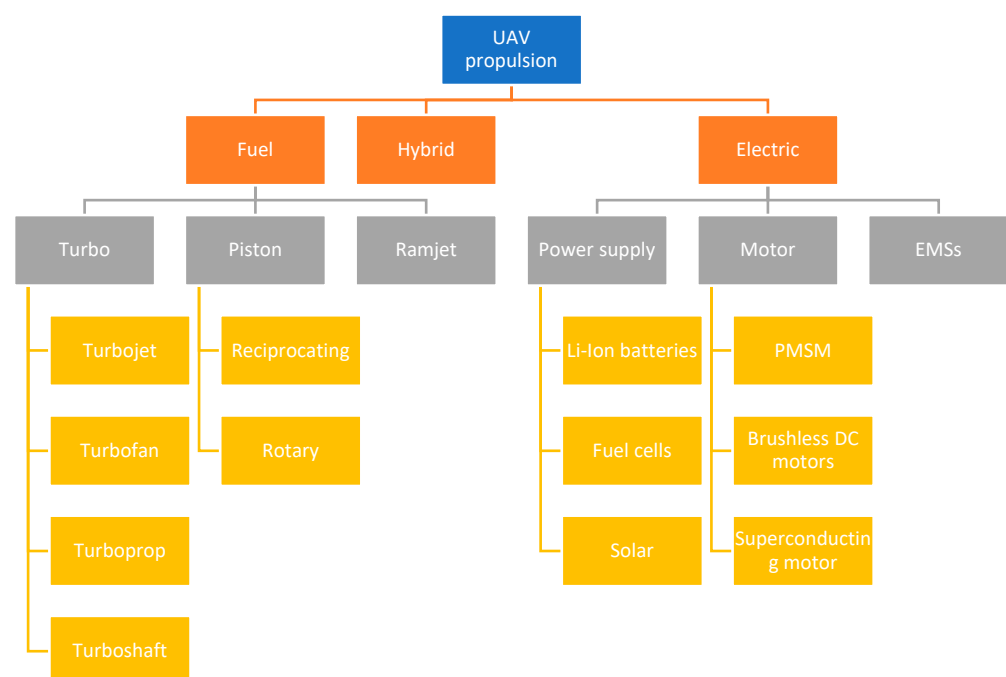 UAV
propulsion
Fuel
Hybrid
Electric
Turbo
Piston
Ramjet
Power supply
Motor
EMSs
Turbojet
Reciprocating
Li-Ion batteries
PMSM
Turbofan
Rotary
Fuel cells
Brushless DC
motors
Turboprop
Solar
Superconductin
g motor
Turboshaft